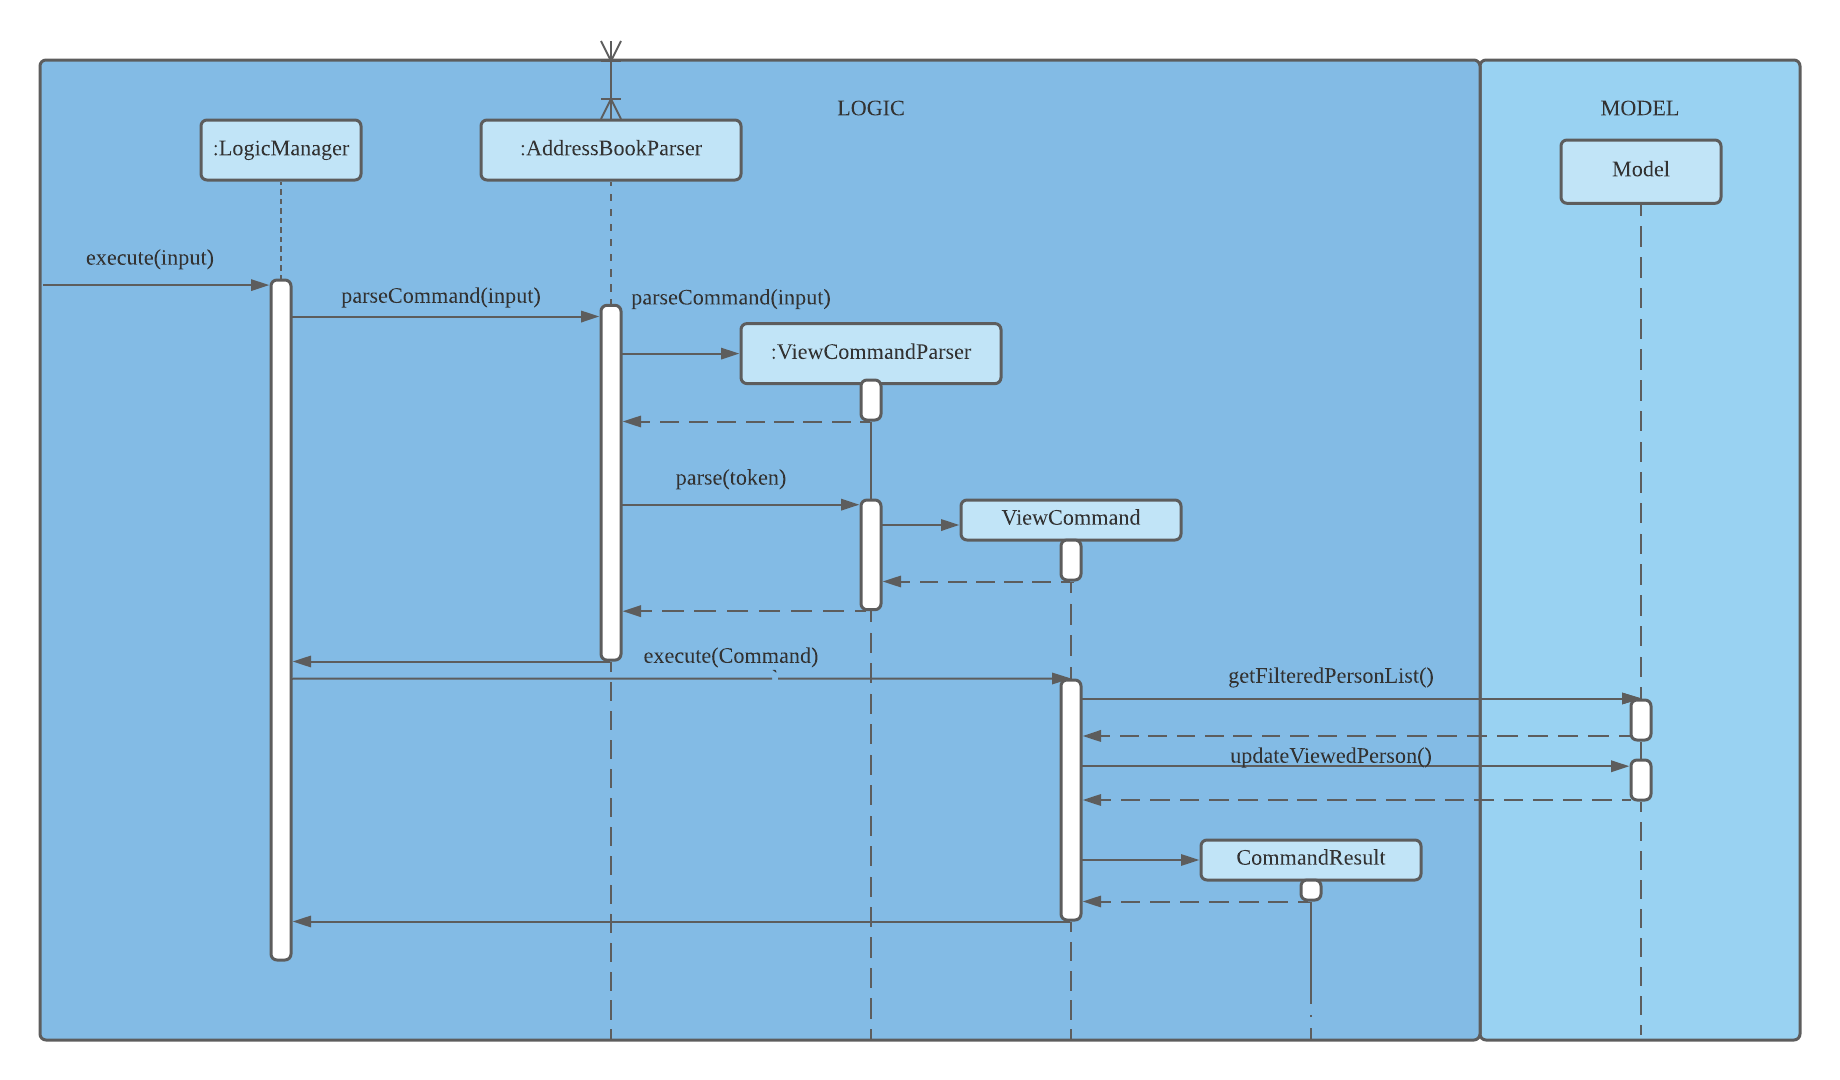 LOGIC
MODEL
:LogicManager
:AddressBookParser
Model
execute(input)
parseCommand(input)
parseCommand(input)
:ViewCommandParser
parse(token)
ViewCommand
execute(Command)
getFilteredPersonList()
updateViewedPerson()
CommandResult